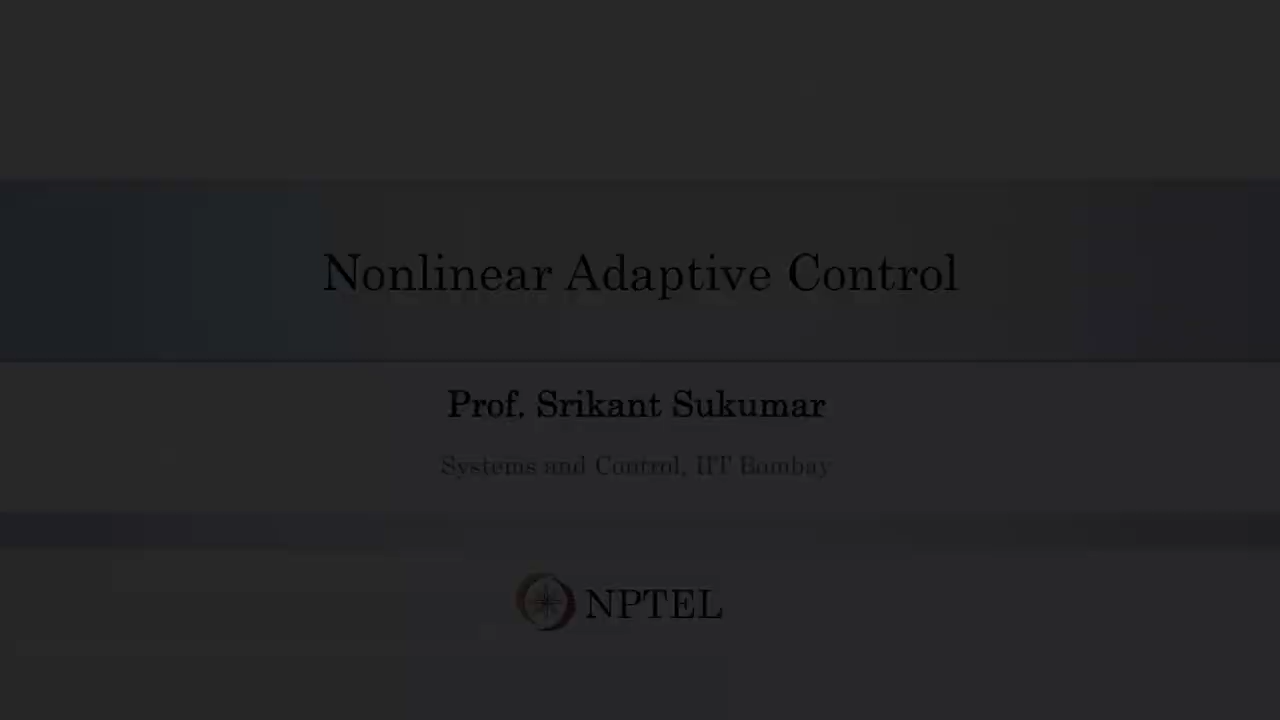 Nonlinear Adaptive Control
Prof. Srikant Sukumar
Systems and Control, IIT Bombay
NPTEL